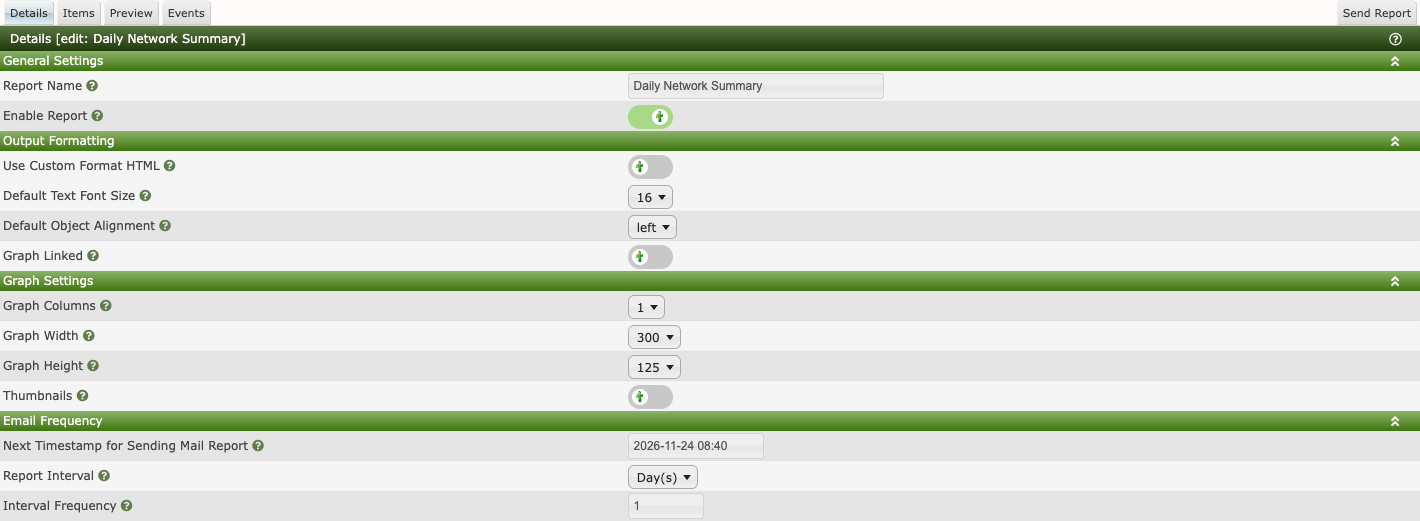 Details Items Preview Events Send Report
Details [edit: Daily Network Summary]
General Settings
Report Name Daily Network Summary
Enable Report
Output Formatting
Use Custom Format HTML
Default Text Font Size 16
Default Object Alignment left
Graph Linked
Graph Settings
Graph Columns 1
Graph Width 300
Graph Height 125
Thumbnails
Email Frequency
Next Timestamp for Sending Mail Report 2026-11-24 08:40
Report Interval Day(s)
Interval Frequency 1